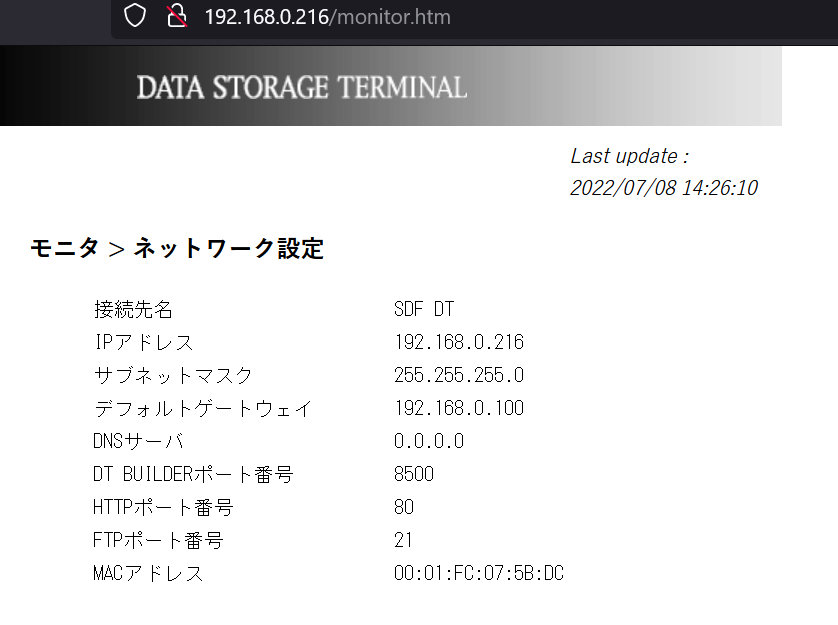 192.168.0.216/monitor.htm
DATA STORAGE TERMINAL
Last update :
2022/07/08 14:26:10
モニタ > ネットワーク設定
接続先名 SDF DT
IPアドレス 192.168.0.216
サブネットマスク 255.255.255.0
デフォルトゲートウェイ 192.168.0.100
DNSサーバ 0.0.0.0
DT BUILDERポート番号 8500
HTTPポート番号 80
FTPポート番号 21
MACアドレス 00:01:FC:07:5B:DC